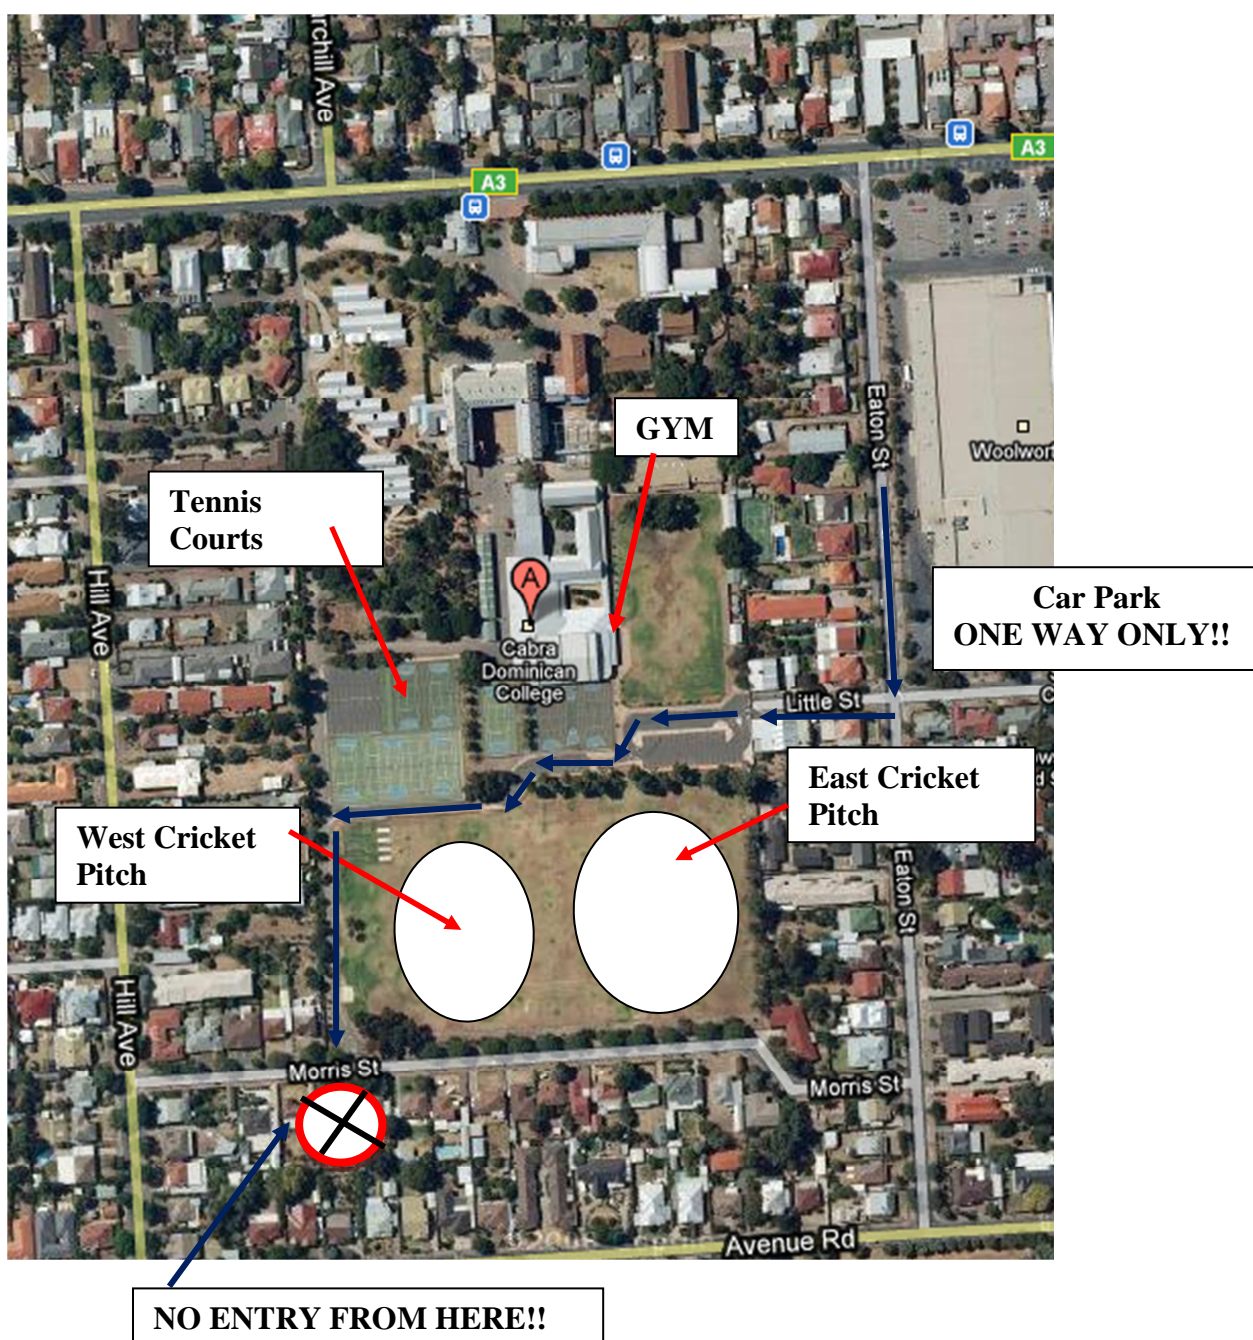 rchill Ave
A3
A3
GYM
Eaton St
Woolwort
Tennis
Courts
Hill Ave
A
Cabra
Dominican
College
Car Park
ONE WAY ONLY!!
Little St
East Cricket
Pitch
West Cricket
Pitch
Eaton St
Hill Ave
Morris St
Morris St
Avenue Rd
NO ENTRY FROM HERE!!